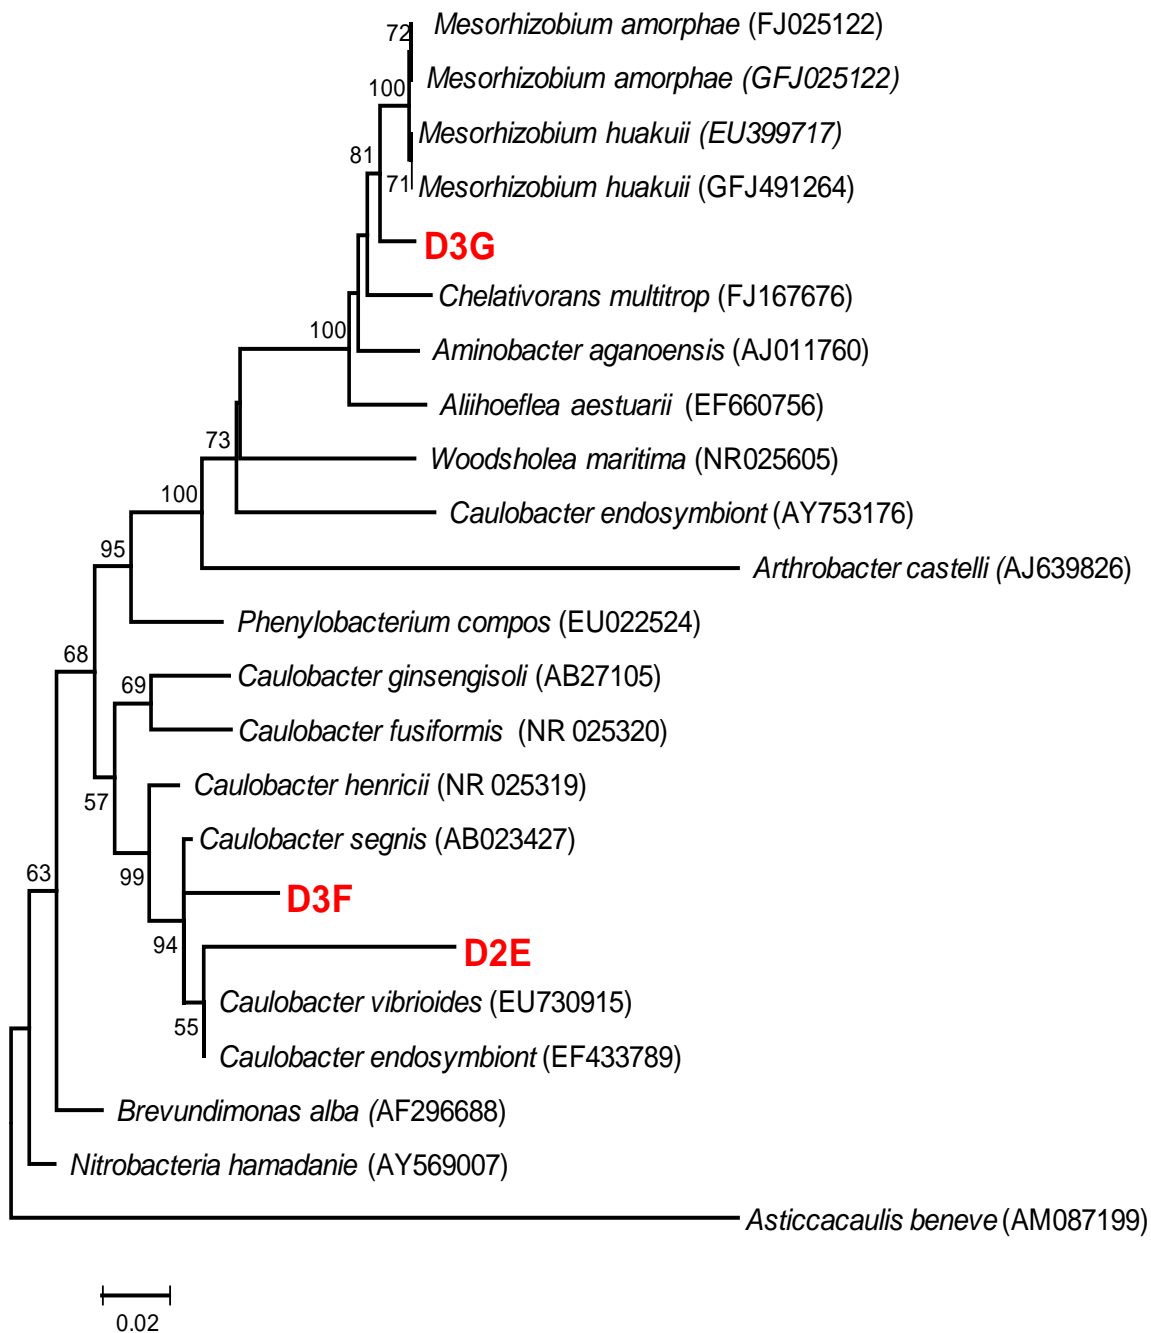 72
Mesorhizobium amorphae (FJ025122)
Mesorhizobium amorphae (GFJ025122)
100
Mesorhizobium huakuii (EU399717)
81
71
Mesorhizobium huakuii (GFJ491264)
D3G
Chelativorans multitrop (FJ167676)
100
Aminobacter aganoensis (AJ011760)
Aliihoeflea aestuarii (EF660756)
73
Woodsholea maritima (NR025605)
100
Caulobacter endosymbiont (AY753176)
95
Arthrobacter castelli (AJ639826)
Phenylobacterium compos (EU022524)
68
69
Caulobacter ginsengisoli (AB27105)
Caulobacter fusiformis (NR 025320)
57
Caulobacter henricii (NR 025319)
Caulobacter segnis (AB023427)
63
99
D3F
94
D2E
Caulobacter vibrioides (EU730915)
55
Caulobacter endosymbiont (EF433789)
Brevundimonas alba (AF296688)
Nitrobacteria hamadanie (AY569007)
Asticcacaulis beneve (AM087199)
0.02